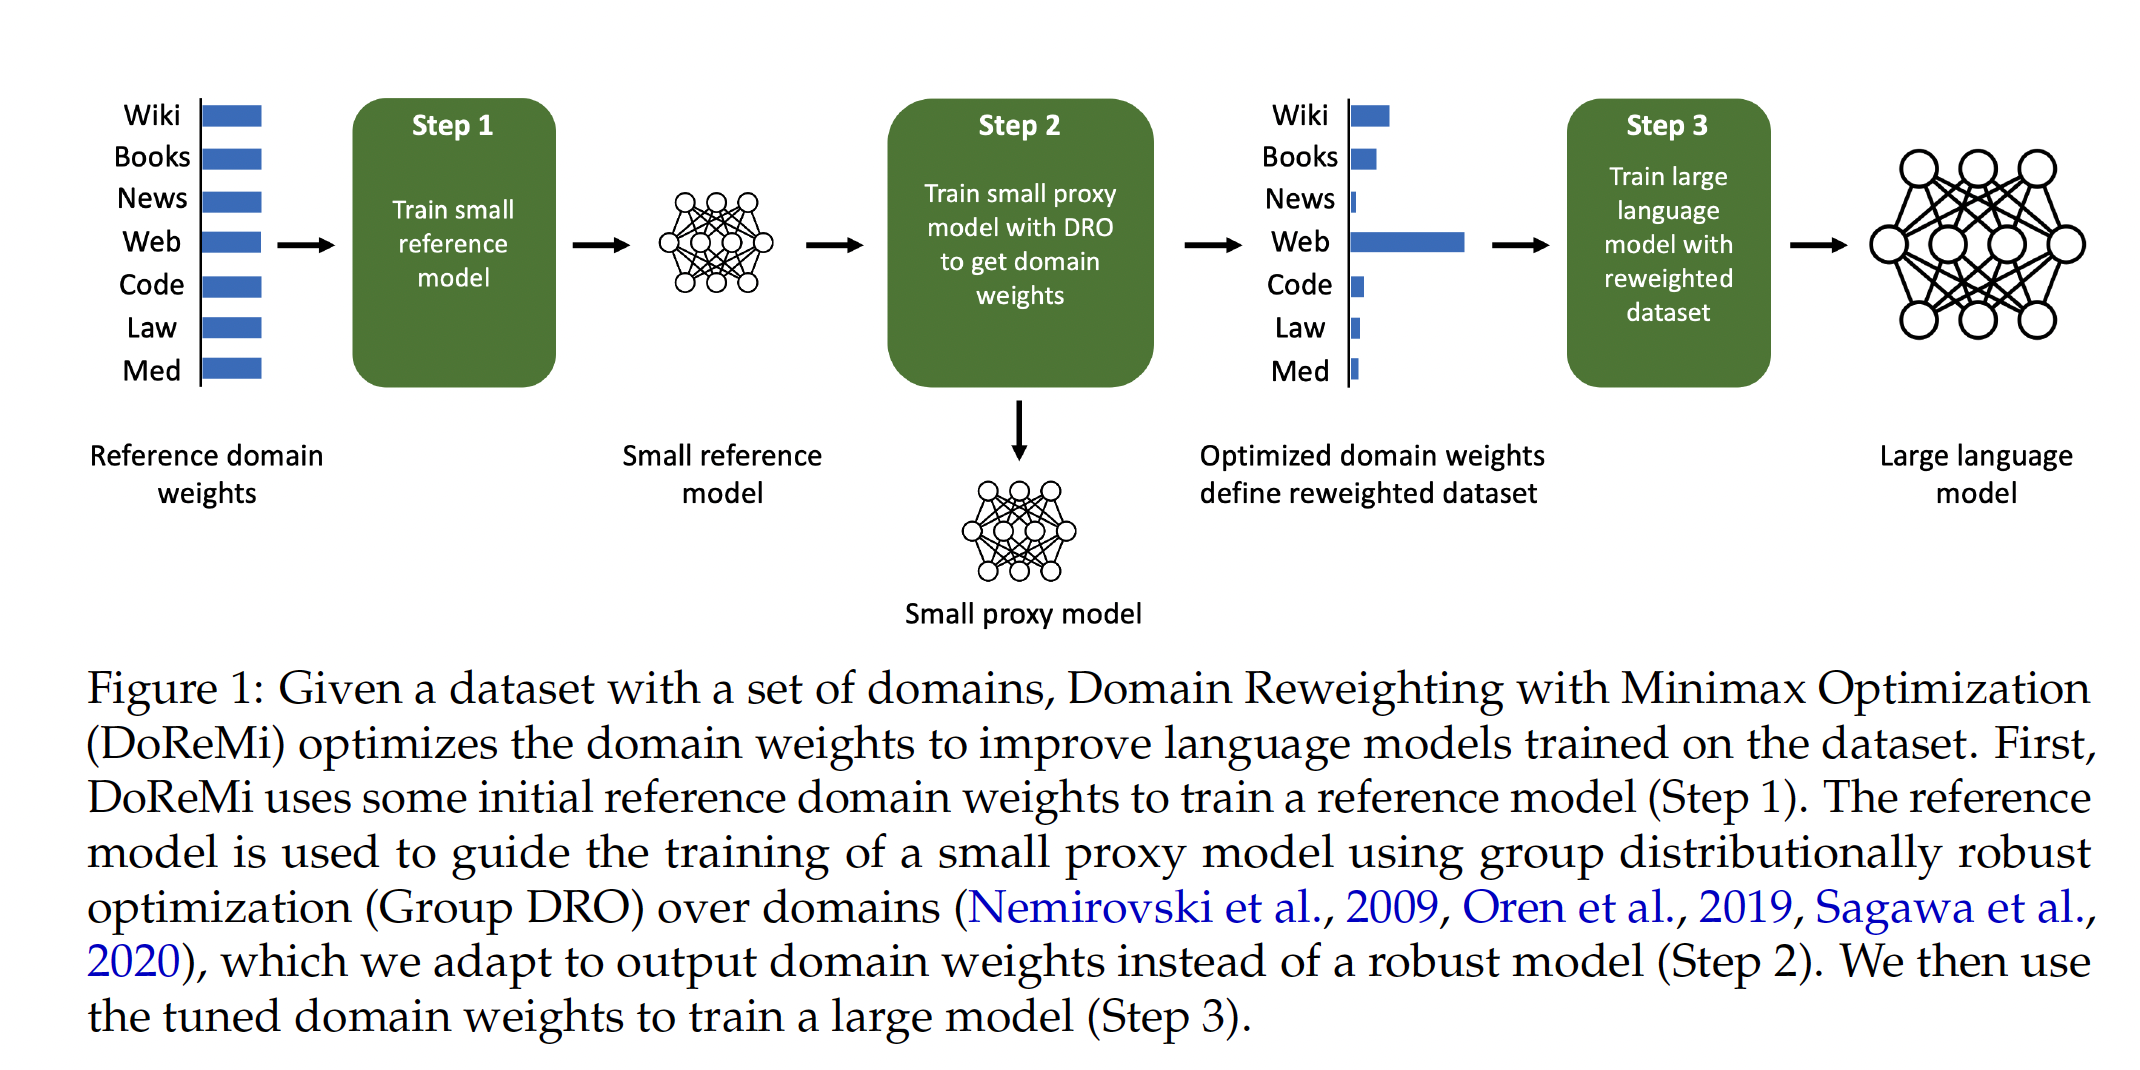 Wiki
Books
News
Web
Code
Law
Med
Reference domain
weights
Step 1
Train small
reference
model
Small reference
model
Step 2
Train small proxy
model with DRO
to get domain
weights
Small proxy model
Wiki
Books
News
Web
Code
Law
Med
Optimized domain weights
define reweighted dataset
Step 3
Train large
language
model with
reweighted
dataset
Large language
model
Figure 1: Given a dataset with a set of domains, Domain Reweighting with Minimax Optimization
(DoReMi) optimizes the domain weights to improve language models trained on the dataset. First,
DoReMi uses some initial reference domain weights to train a reference model (Step 1). The reference
model is used to guide the training of a small proxy model using group distributionally robust
optimization (Group DRO) over domains (Nemirovski et al., 2009, Oren et al., 2019, Sagawa et al.,
2020), which we adapt to output domain weights instead of a robust model (Step 2). We then use
the tuned domain weights to train a large model (Step 3).